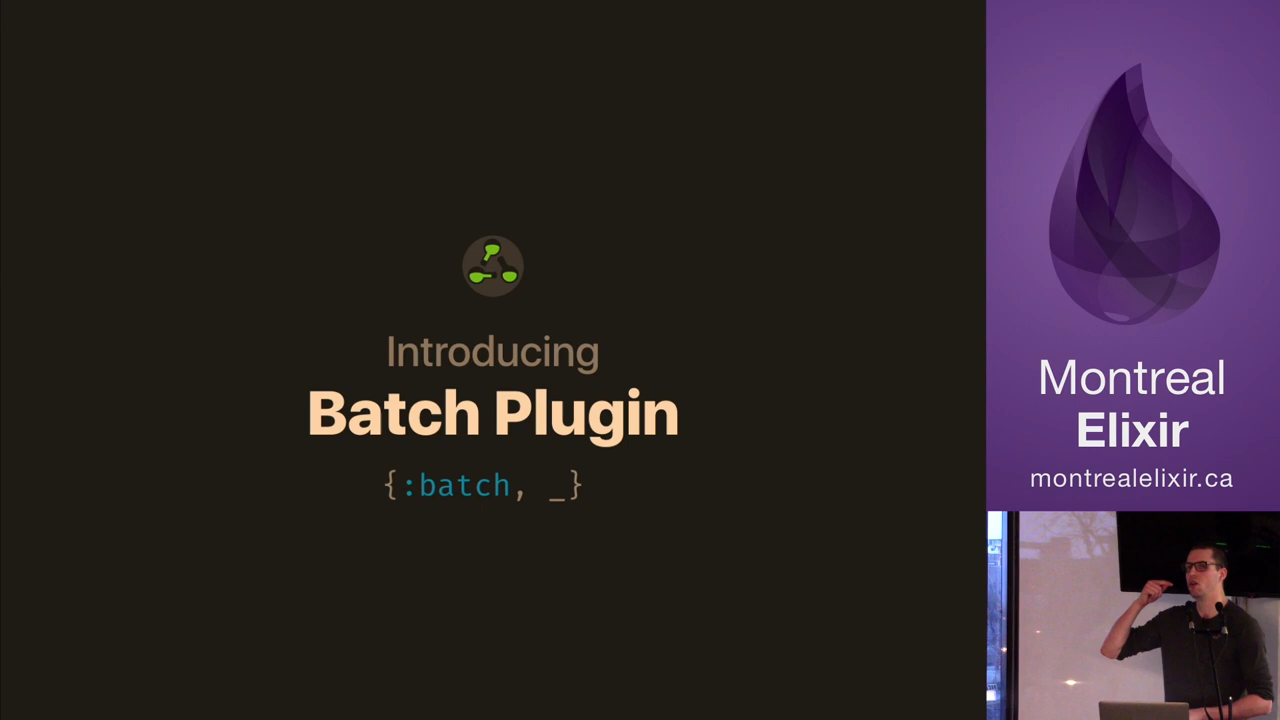 Introducing
Batch Plugin
{:batch, _}
Montreal
Elixir
montrealelixir.ca